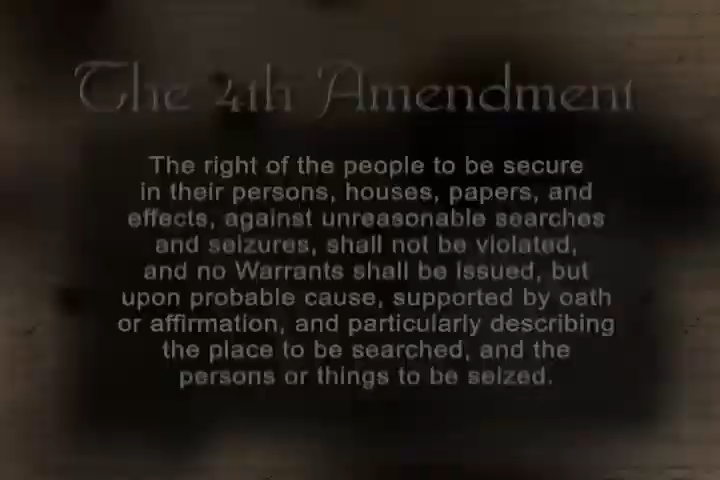 The 4th Amendment
The right of the people to be secure
in their persons, houses, papers, and
effects, against unreasonable searches
and seizures, shall not be violated,
and no Warrants shall be issued, but
upon probable cause, supported by oath
or affirmation, and particularly describing
the place to be searched, and the
persons or things to be seized.